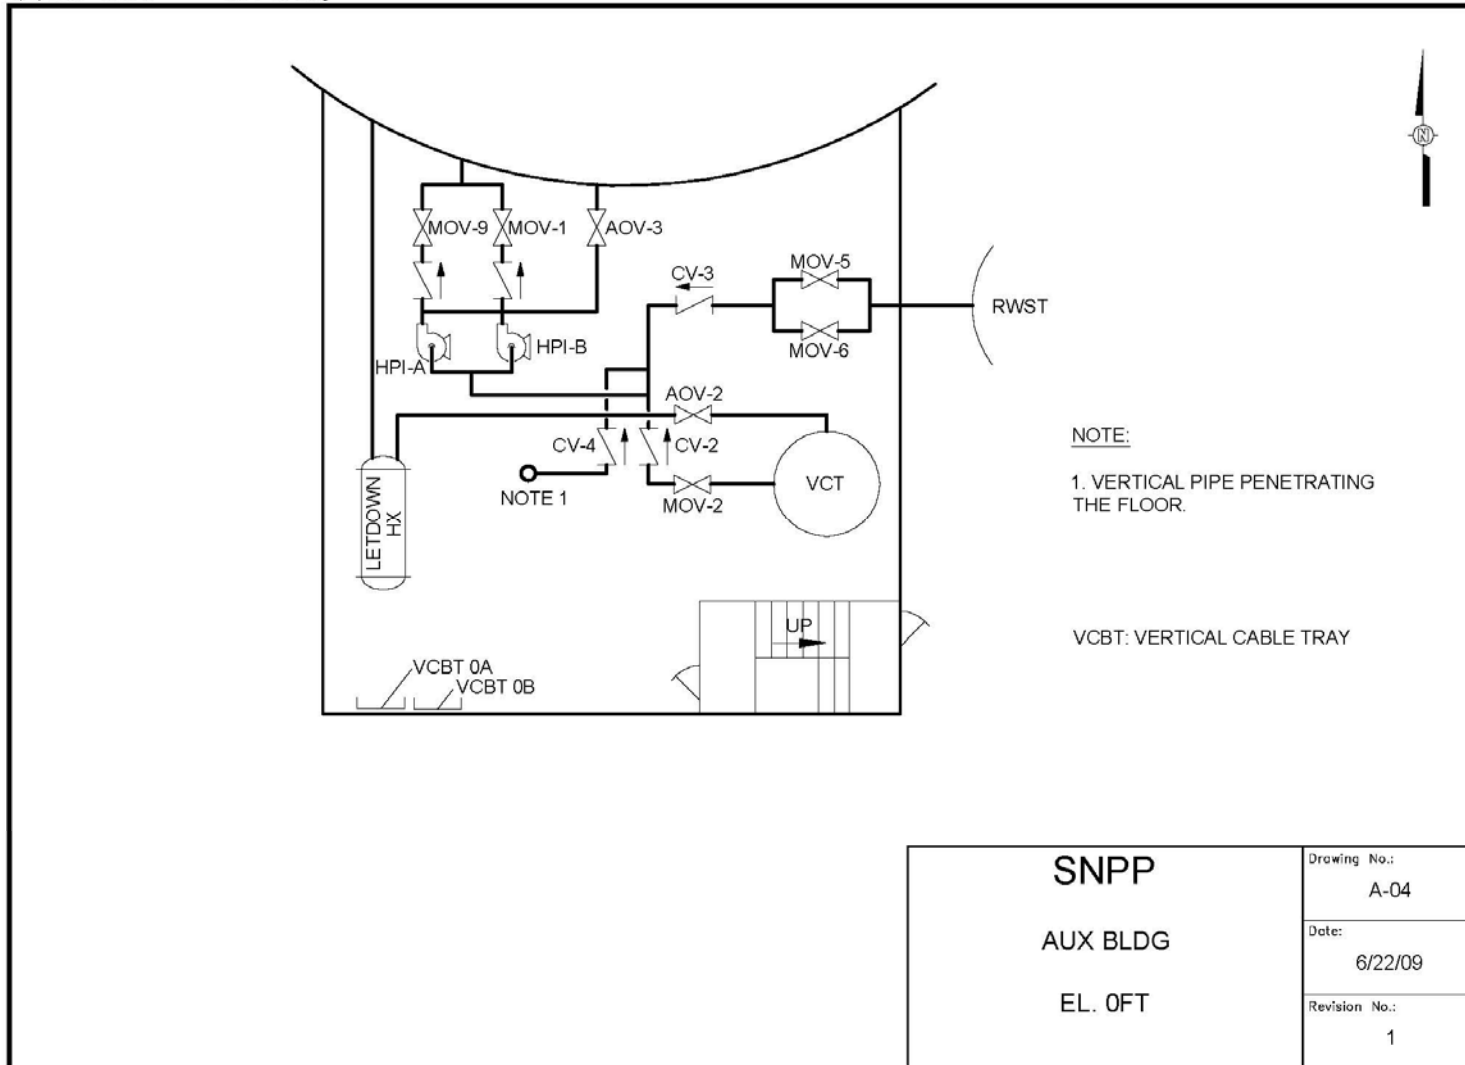 N
MOV-9
MOV-1
AOV-3
CV-3
MOV-5
RWST
MOV-6
HPI-A
HPI-B
AOV-2
CV-4
CV-2
NOTE 1
MOV-2
VCT
LETDOWN
HX
NOTE:
1. VERTICAL PIPE PENETRATING
THE FLOOR.
UP
VCBT: VERTICAL CABLE TRAY
VCBT 0A
VCBT 0B
SNPP
AUX BLDG
EL. 0FT
Drawing No.:
A-04
Date:
6/22/09
Revision No.:
1